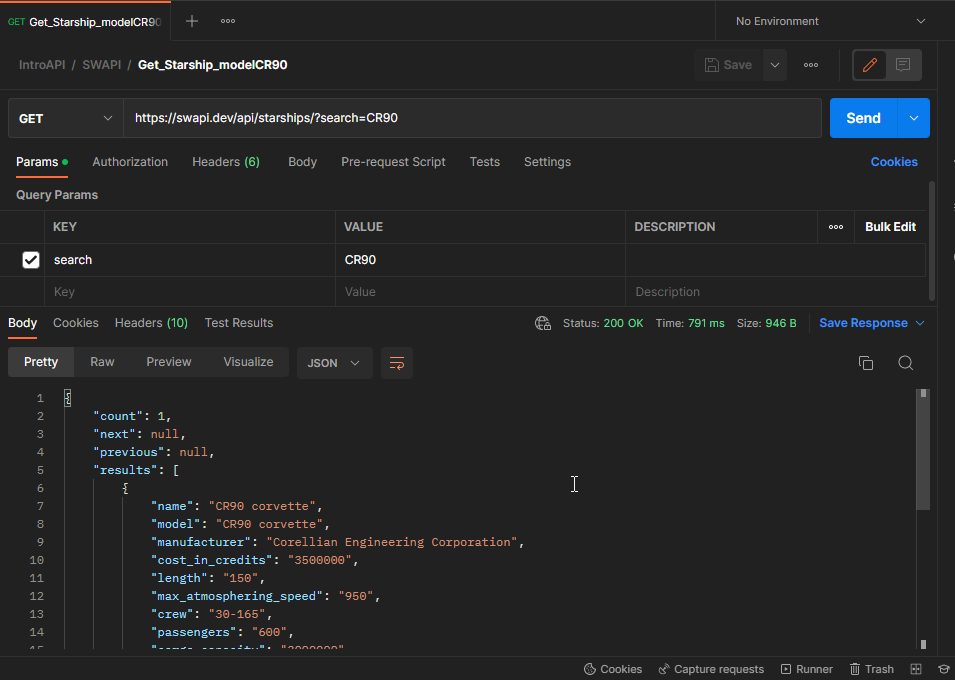 GET Get_Starship_modelCR90
No Environment
IntroAPI / SWAPI / Get_Starship_modelCR90
Save
GET https://swapi.dev/api/starships/?search=CR90 Send
Params Authorization Headers (6) Body Pre-request Script Tests Settings Cookies
Query Params
KEY VALUE DESCRIPTION Bulk Edit
search CR90
Key Value Description
Body Cookies Headers (10) Test Results Status: 200 OK Time: 791 ms Size: 946 B Save Response
Pretty Raw Preview Visualize JSON
1 {
2 "count": 1,
3 "next": null,
4 "previous": null,
5 "results": [
6 {
7 "name": "CR90 corvette",
8 "model": "CR90 corvette",
9 "manufacturer": "Corellian Engineering Corporation",
10 "cost_in_credits": "3500000",
11 "length": "150",
12 "max_atmosphering_speed": "950",
13 "crew": "30-165",
14 "passengers": "600",
15 "cargo_capacity": "3000000"
Cookies Capture requests Runner Trash